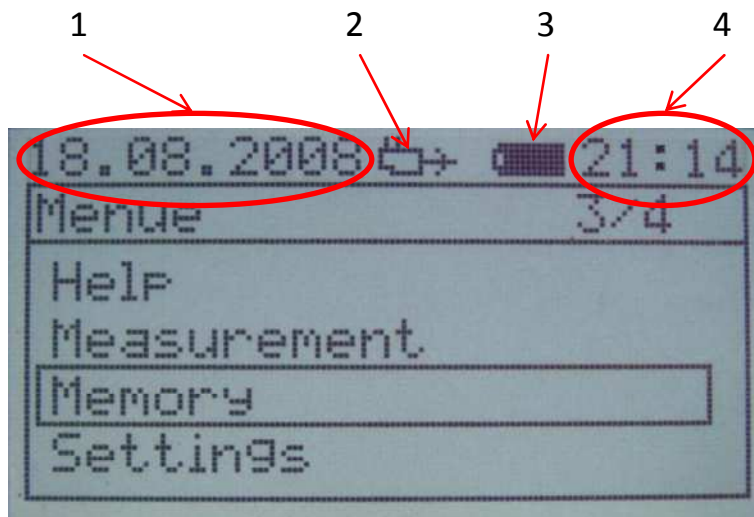 1 2 3 4
18.08.2008 21:14
Menue 3/4
Help
Measurement
Memory
Settings